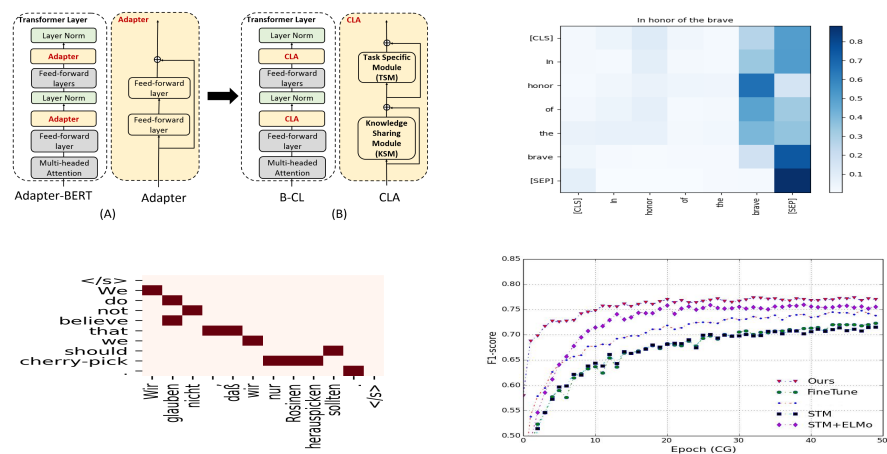 Transformer Layer
Layer Norm
Adapter
Feed-forward
layers
Layer Norm
Adapter
Feed-forward
layer
Multi-headed
Attention
Adapter-BERT
Adapter
Feed-forward
layer
Feed-forward
layer
Adapter
(A)
Transformer Layer
Layer Norm
CLA
Feed-forward
layers
Layer Norm
CLA
Feed-forward
layer
Multi-headed
Attention
B-CL
CLA
Task Specific
Module
(TSM)
Knowledge
Sharing
Module
(KSM)
CLA
(B)
In honor of the brave
[CLS]
In
honor
of
the
brave
[SEP]
[CLS]
In
honor
of
the
brave
[SEP]
0.8
0.7
0.6
0.5
0.4
0.3
0.2
0.1
</s>
We
do
not
believe
that
we
should
cherry-pick
.
Wir
glauben
nicht
,
daß
wir
nur
Rosinen
herauspicken
sollten
.
</s>
F1-score
0.85
0.80
0.75
0.70
0.65
0.60
0.55
0.50
0
10
20
30
40
50
Epoch (CG)
Ours
FineTune
STM
STM+ELMo